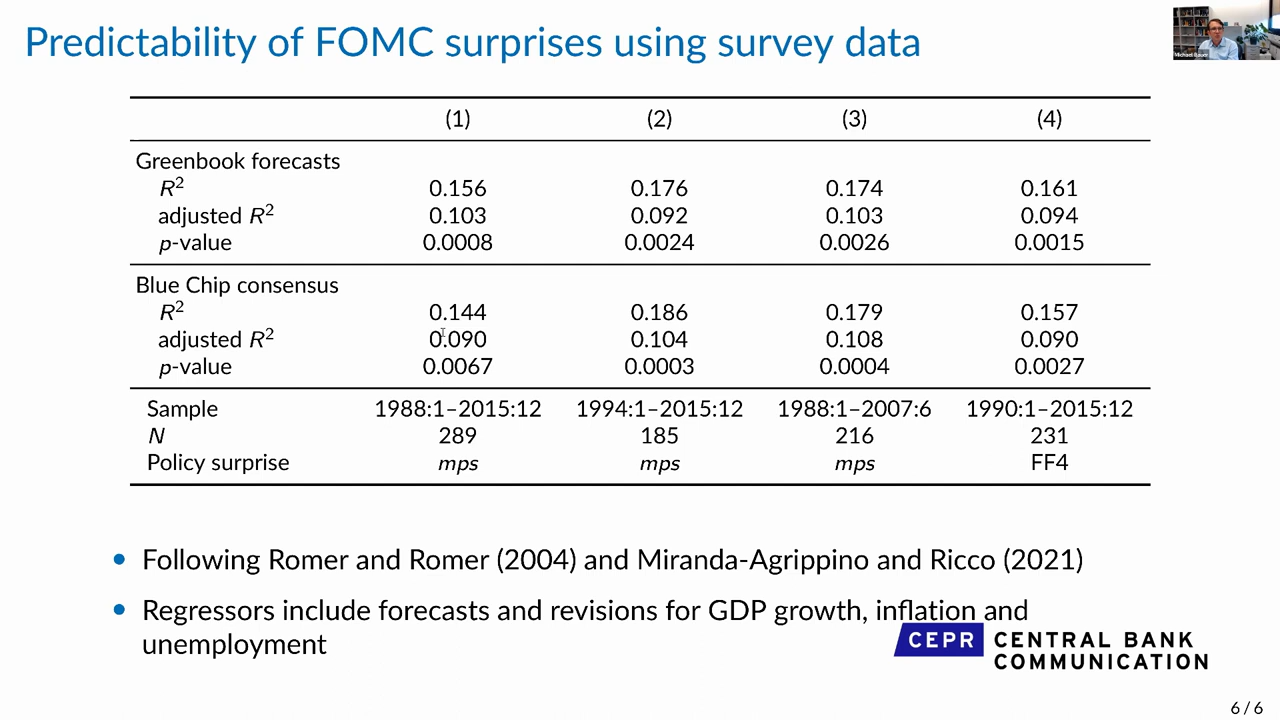 Predictability of FOMC surprises using survey data
Michael Bauer
(1) (2) (3) (4)
Greenbook forecasts
R² 0.156 0.176 0.174 0.161
adjusted R² 0.103 0.092 0.103 0.094
p-value 0.0008 0.0024 0.0026 0.0015
Blue Chip consensus
R² 0.144 0.186 0.179 0.157
adjusted R² 0.090 0.104 0.108 0.090
p-value 0.0067 0.0003 0.0004 0.0027
Sample 1988:1–2015:12 1994:1–2015:12 1988:1–2007:6 1990:1–2015:12
N 289 185 216 231
Policy surprise mps mps mps FF4
• Following Romer and Romer (2004) and Miranda-Agrippino and Ricco (2021)
• Regressors include forecasts and revisions for GDP growth, inflation and
unemployment
CEPR CENTRAL BANK
COMMUNICATION
6 / 6